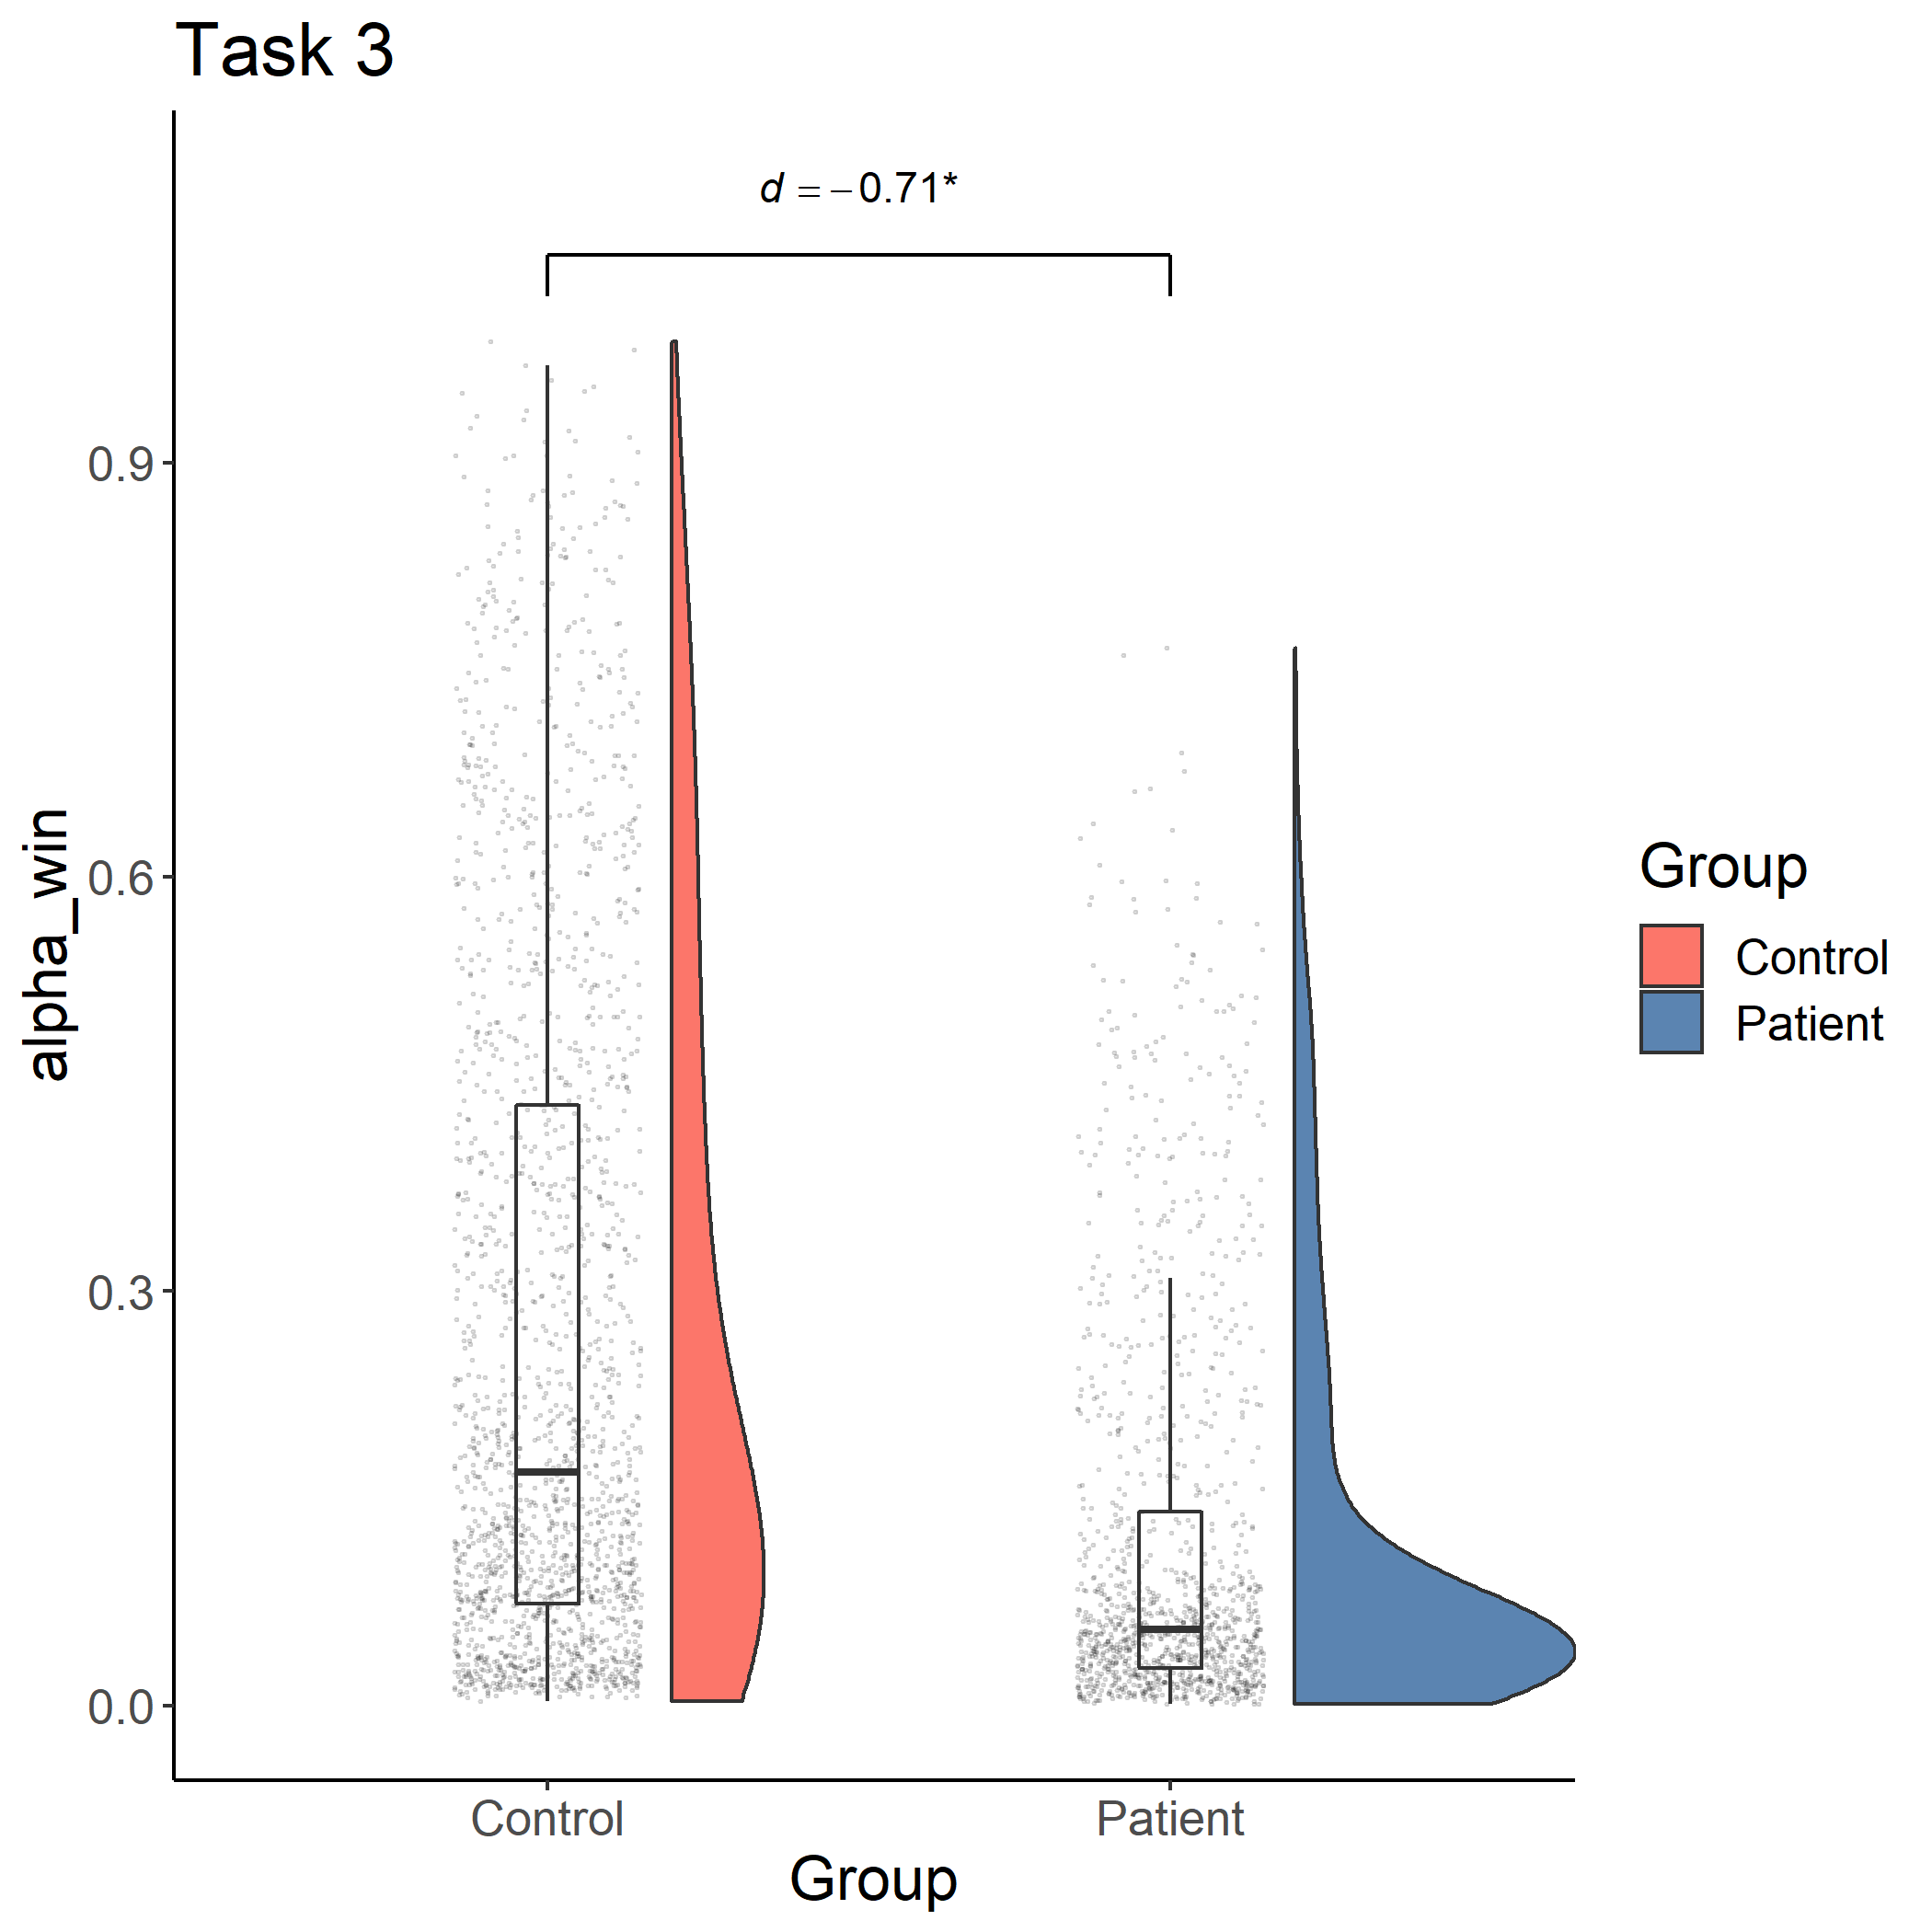 Task 3
d = −0.71*
alpha_win
0.9
0.6
0.3
0.0
Control
Patient
Group
Group
Control
Patient